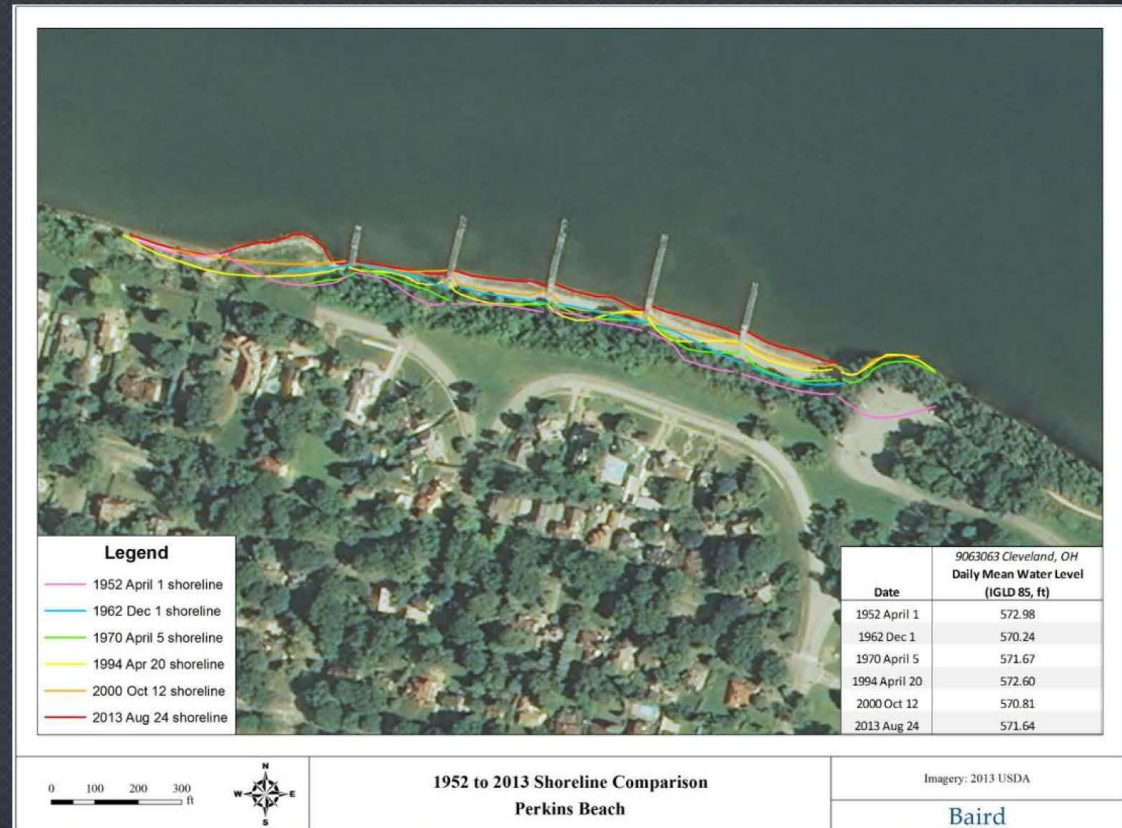 Legend
1952 April 1 shoreline
1962 Dec 1 shoreline
1970 April 5 shoreline
1994 Apr 20 shoreline
2000 Oct 12 shoreline
2013 Aug 24 shoreline
9063063 Cleveland, OH
Daily Mean Water Level
Date (IGLD 85, ft)
1952 April 1 572.98
1962 Dec 1 570.24
1970 April 5 571.67
1994 April 20 572.60
2000 Oct 12 570.81
2013 Aug 24 571.64
0 100 200 300
ft
N
W E
S
1952 to 2013 Shoreline Comparison
Perkins Beach
Imagery: 2013 USDA
Baird